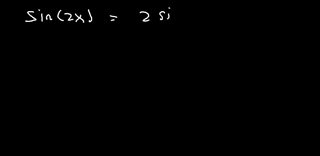 sin(2x) = 2 si